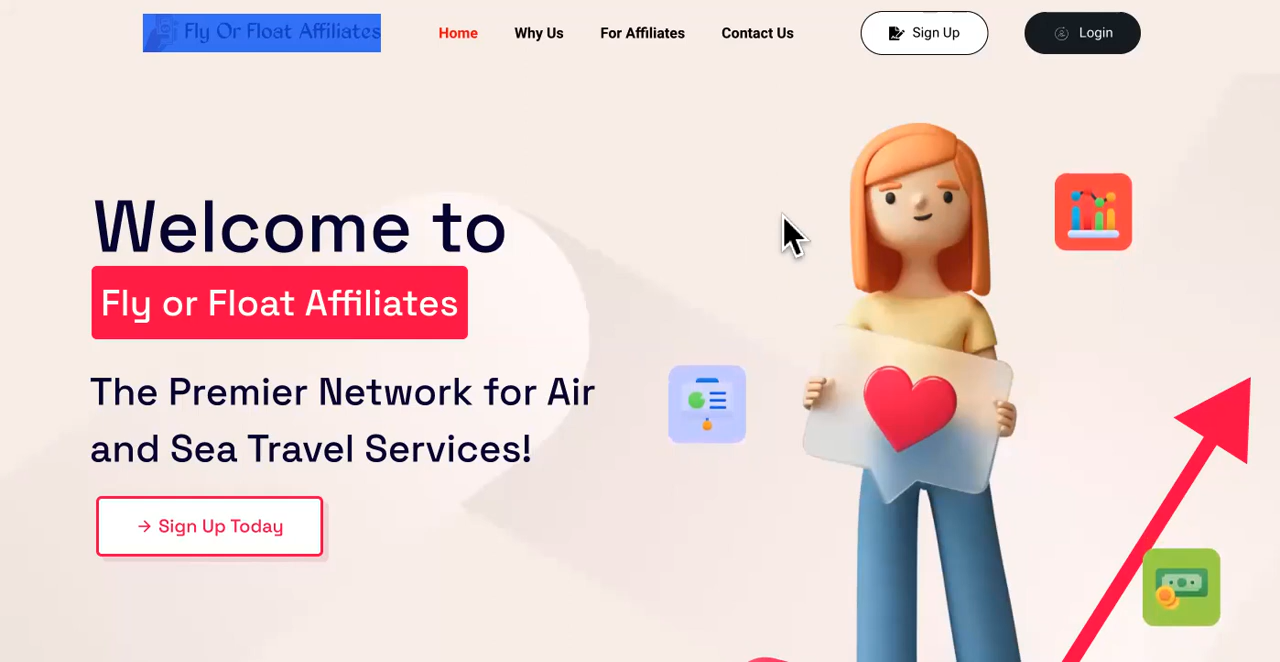 Fly Or Float Affiliates
Home Why Us For Affiliates Contact Us Sign Up Login
Welcome to
Fly or Float Affiliates
The Premier Network for Air
and Sea Travel Services!
→ Sign Up Today